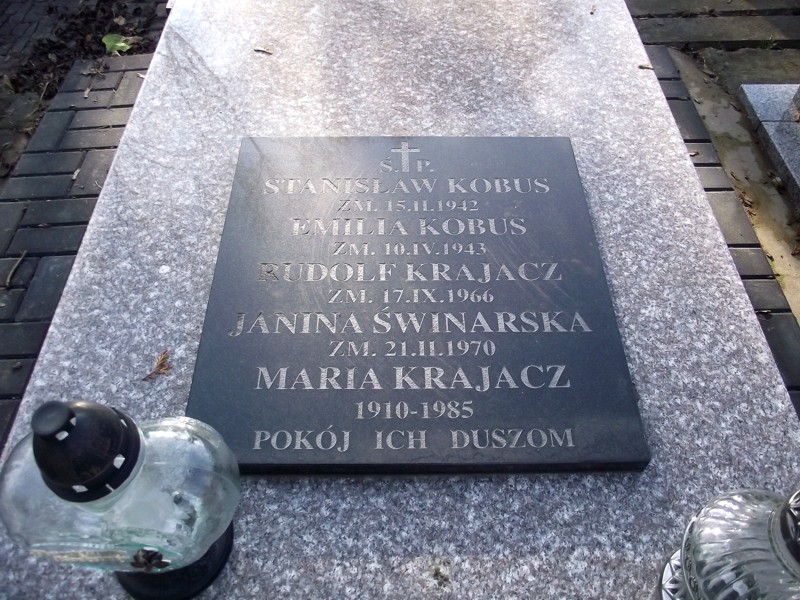 Ś.P.
STANISŁAW KOBUS
ZM. 15.II.1942
EMILIA KOBUS
ZM. 10.IV.1943
RUDOLF KRAJACZ
ZM. 17.IX.1966
JANINA ŚWINARSKA
ZM. 21.II.1970
MARIA KRAJACZ
1910-1985
POKÓJ ICH DUSZOM